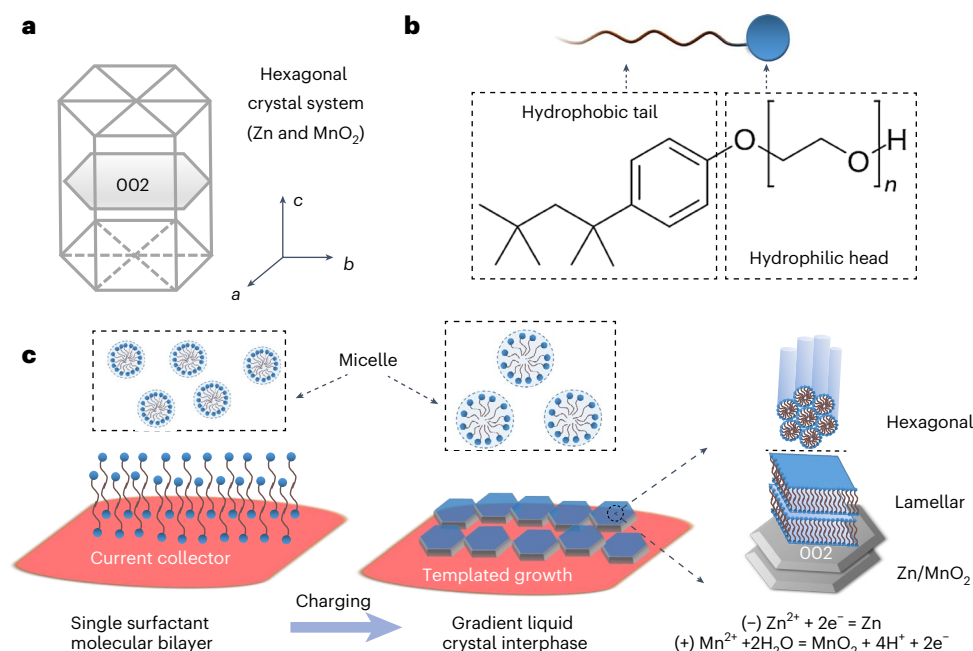 a
Hexagonal
crystal system
(Zn and MnO₂)
002
c
b
a
b
Hydrophobic tail
O
O
H
n
Hydrophilic head
c
Micelle
Current collector
Charging
Single surfactant
molecular bilayer
Templated growth
Gradient liquid
crystal interphase
Hexagonal
Lamellar
002
Zn/MnO₂
(−) Zn²⁺ + 2e⁻ = Zn
(+) Mn²⁺ +2H₂O = MnO₂ + 4H⁺ + 2e⁻